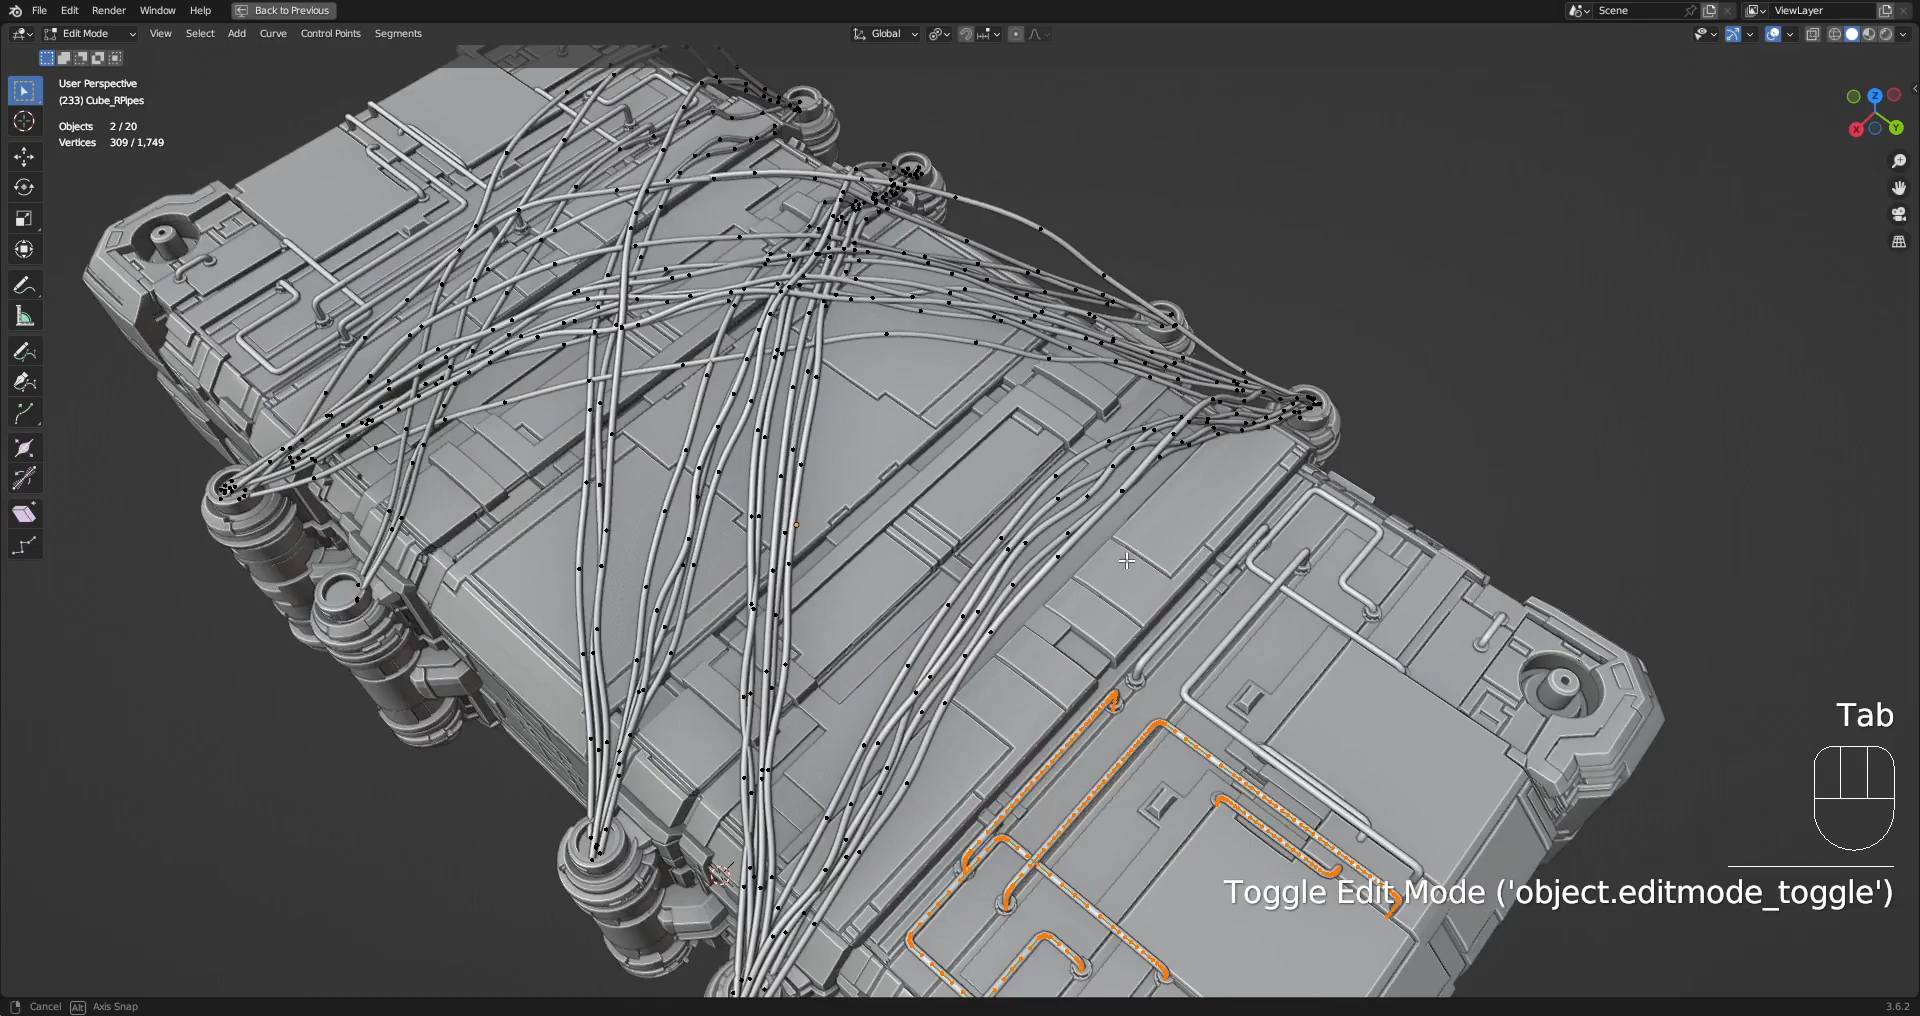 File Edit Render Window Help Back to Previous Scene ViewLayer
Edit Mode View Select Add Curve Control Points Segments Global
User Perspective
(233) Cube_RPipes
Objects 2 / 20
Vertices 309 / 1,749
Z
X Y
Tab
Toggle Edit Mode ('object.editmode_toggle')
Cancel Alt Axis Snap 3.6.2